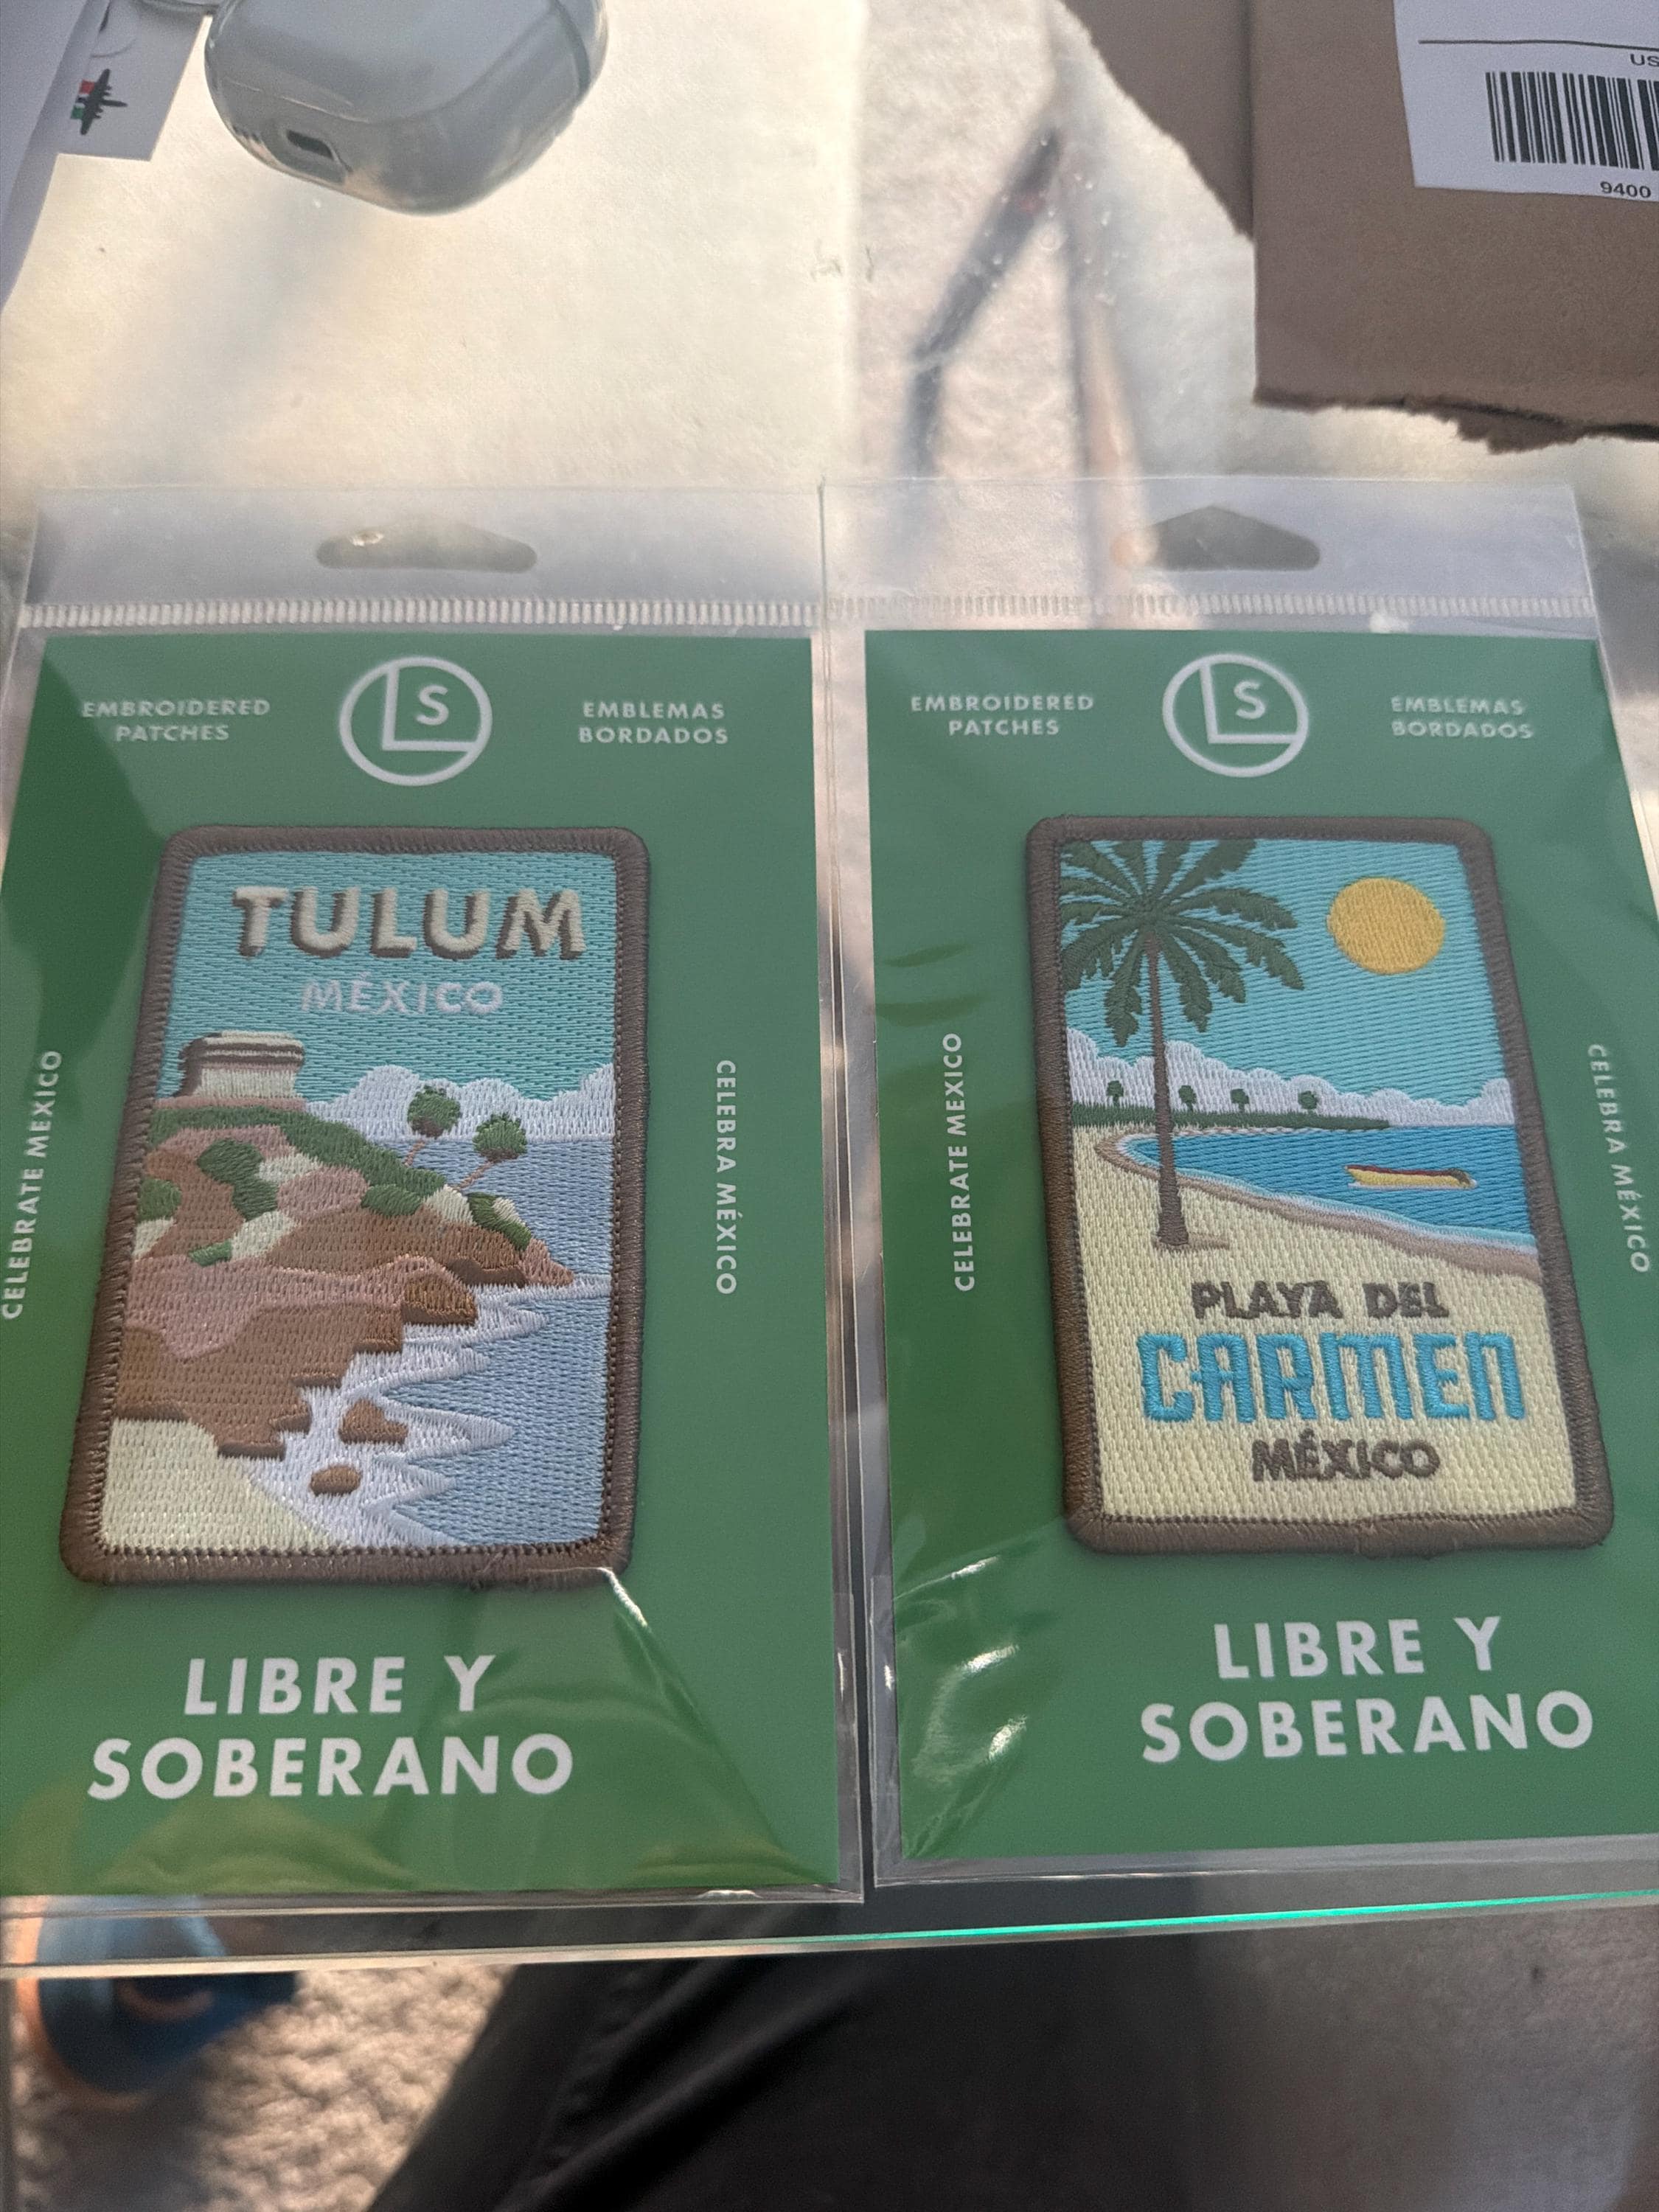 US
9400
EMBROIDERED
PATCHES
LS
EMBLEMAS
BORDADOS
TULUM
MÉXICO
CELEBRATE MEXICO
CELEBRA MÉXICO
LIBRE Y
SOBERANO
EMBROIDERED
PATCHES
LS
EMBLEMAS
BORDADOS
CELEBRATE MEXICO
CELEBRA MÉXICO
PLAYA DEL
CARMEN
MÉXICO
LIBRE Y
SOBERANO